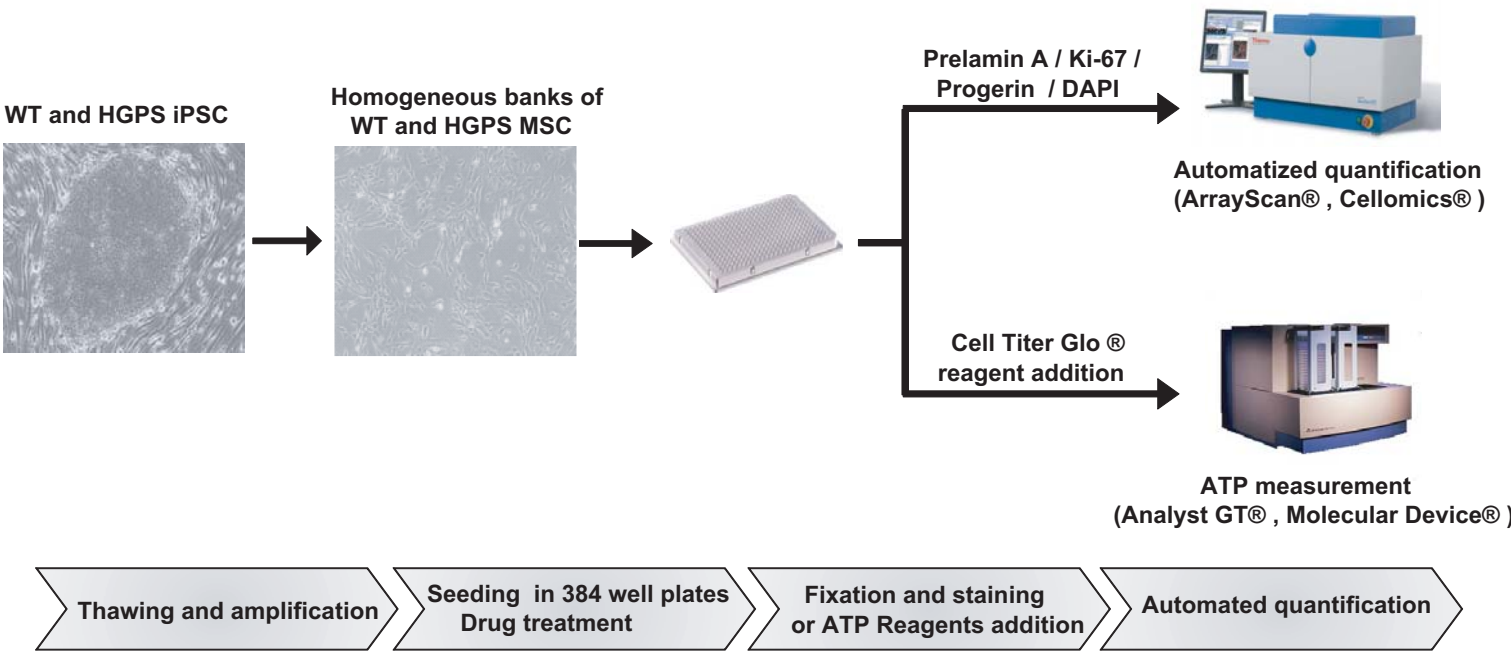 WT and HGPS iPSC
Homogeneous banks of
WT and HGPS MSC
Prelamin A / Ki-67 /
Progerin / DAPI
Automatized quantification
(ArrayScan® , Cellomics® )
Cell Titer Glo ®
reagent addition
ATP measurement
(Analyst GT® , Molecular Device® )
Thawing and amplification
Seeding in 384 well plates
Drug treatment
Fixation and staining
or ATP Reagents addition
Automated quantification